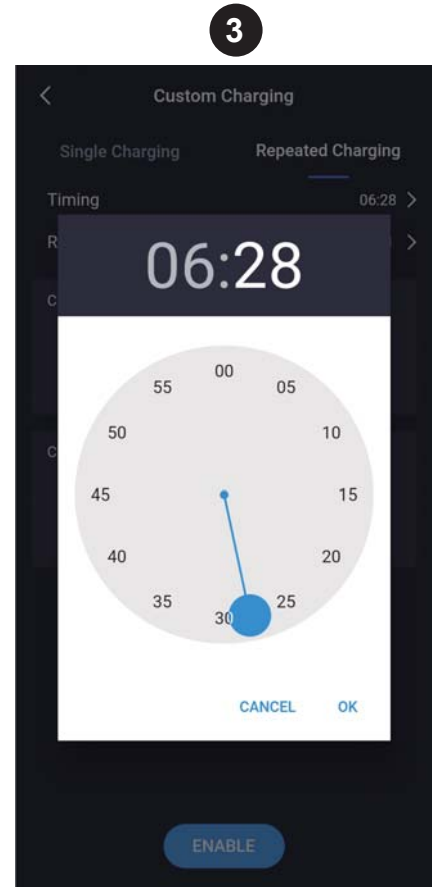 3
Custom Charging
Single Charging Repeated Charging
Timing 06:28
R
C
06:28
00
55 05
50 10
45 15
40 20
35 25
30
C
CANCEL OK
ENABLE